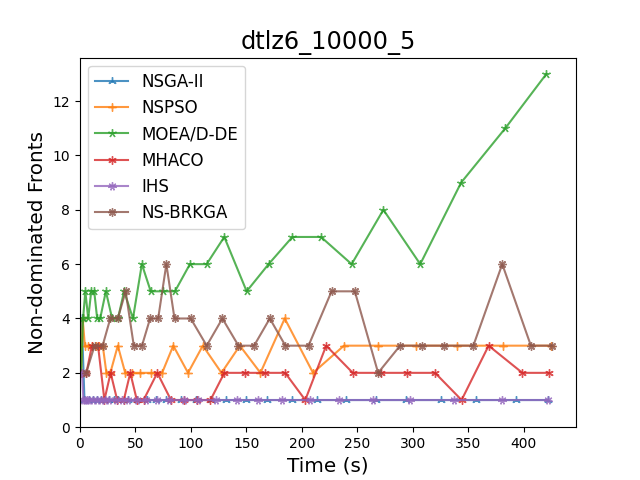 dtlz6_10000_5
Non-dominated Fronts
12
10
8
6
4
2
0
NSGA-II
NSPSO
MOEA/D-DE
MHACO
IHS
NS-BRKGA
0 50 100 150 200 250 300 350 400
Time (s)